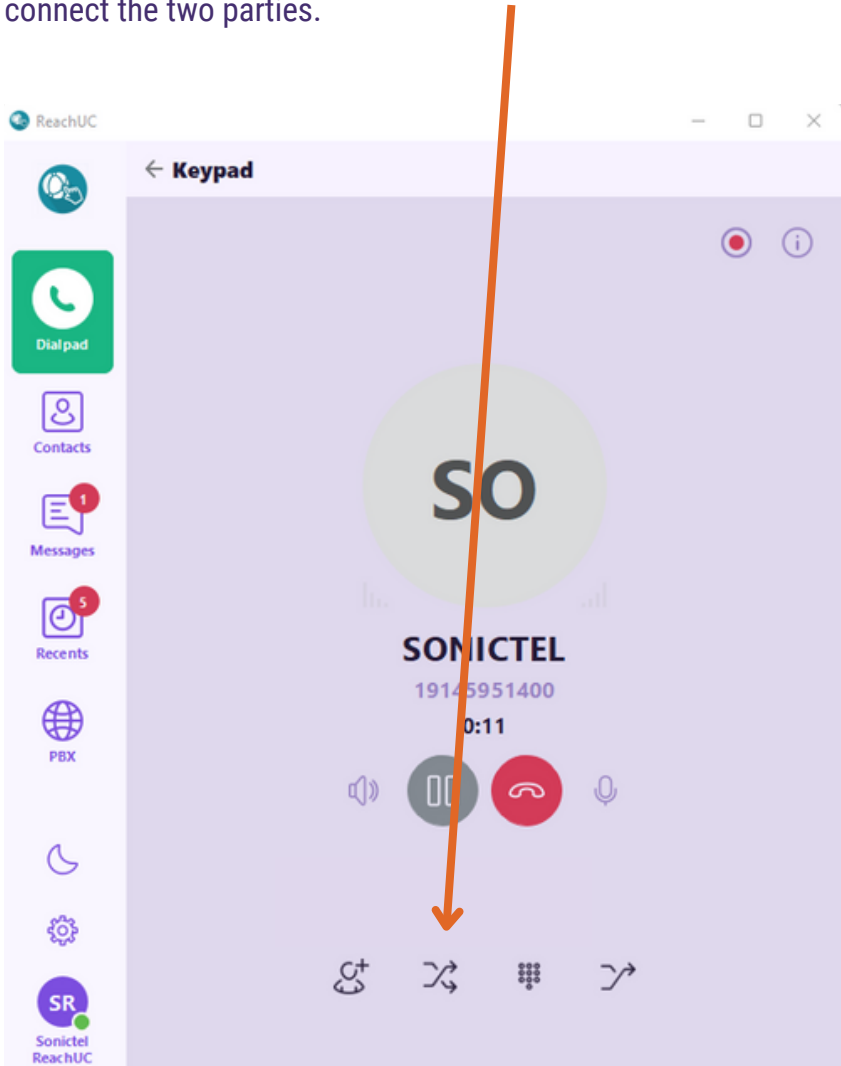 connect the two parties.
ReachUC
Keypad
Dialpad
Contacts
1
Messages
5
Recents
PBX
SO
SONICTEL
19145951400
0:11
SR
Sonictel
ReachUC